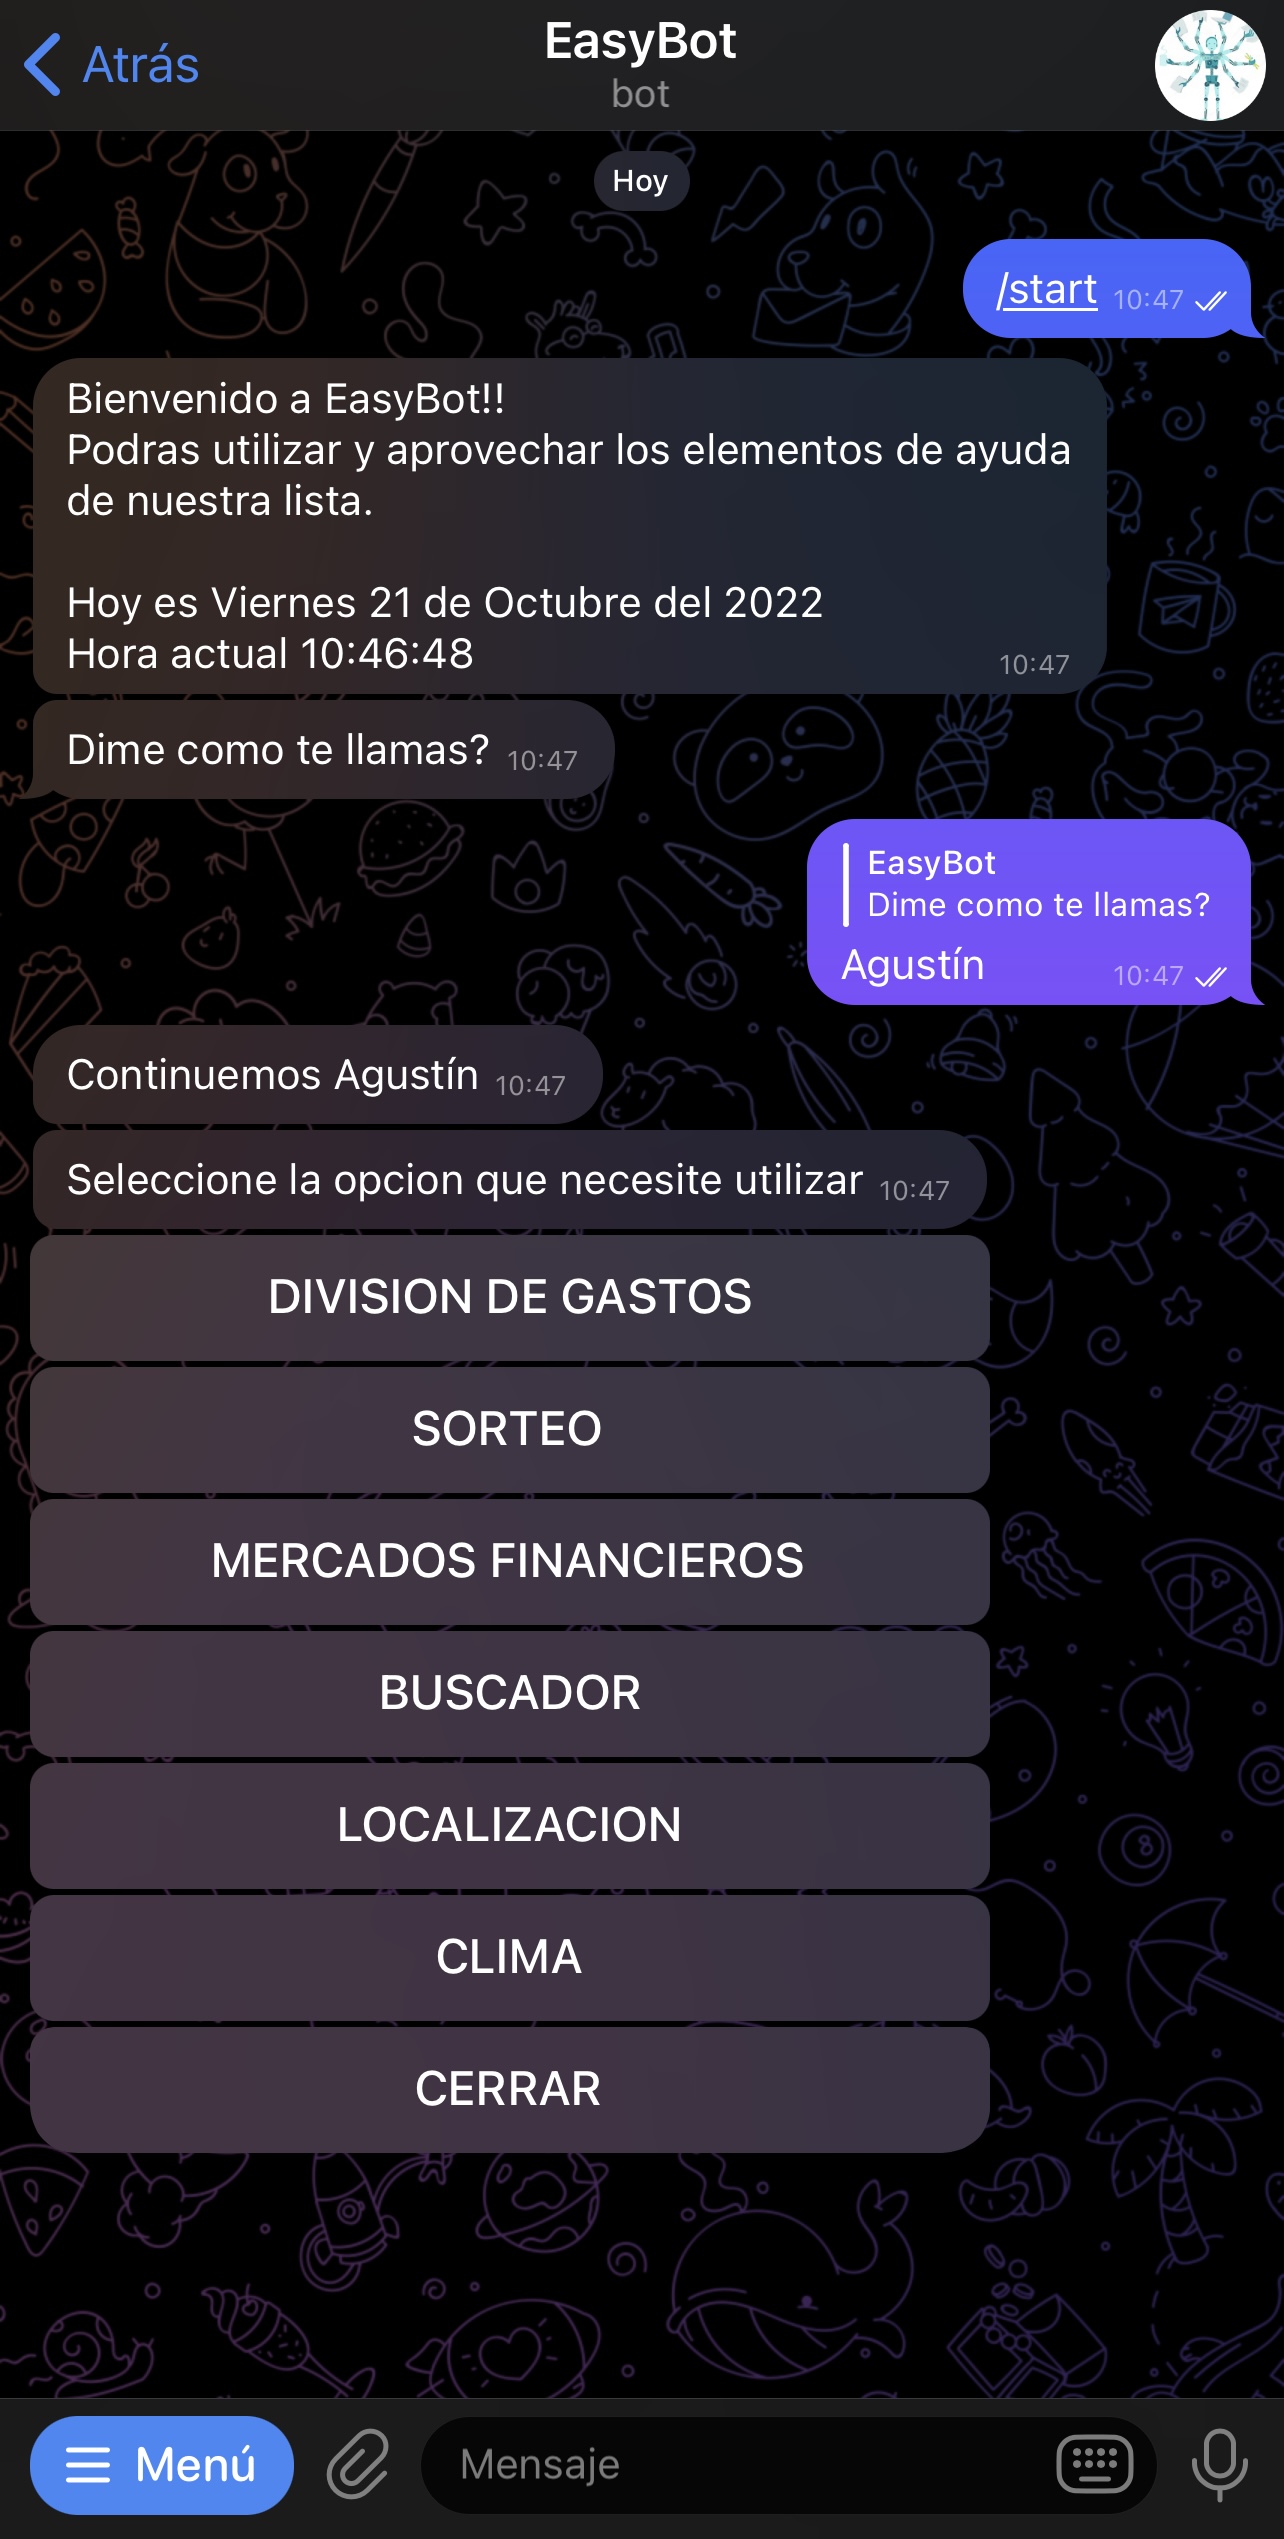 Atrás
EasyBot
bot
Hoy
/start 10:47
Bienvenido a EasyBot!!
Podras utilizar y aprovechar los elementos de ayuda
de nuestra lista.
Hoy es Viernes 21 de Octubre del 2022
Hora actual 10:46:48
10:47
Dime como te llamas? 10:47
EasyBot
Dime como te llamas?
Agustín 10:47
Continuemos Agustín 10:47
Seleccione la opcion que necesite utilizar 10:47
DIVISION DE GASTOS
SORTEO
MERCADOS FINANCIEROS
BUSCADOR
LOCALIZACION
CLIMA
CERRAR
Menú
Mensaje